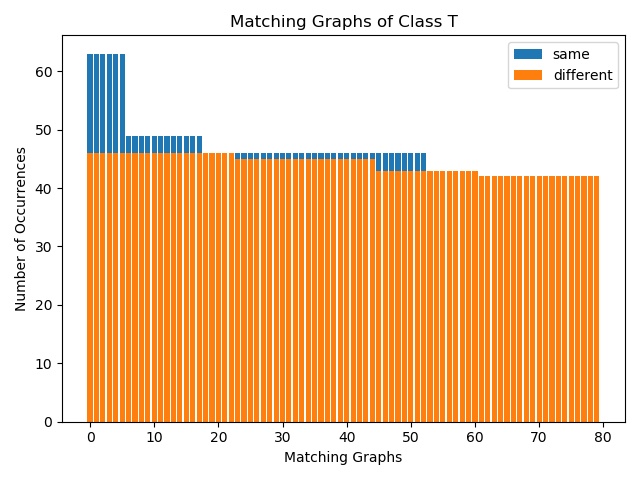 Matching Graphs of Class T
same
different
Number of Occurrences
60
50
40
30
20
10
0
0 10 20 30 40 50 60 70 80
Matching Graphs